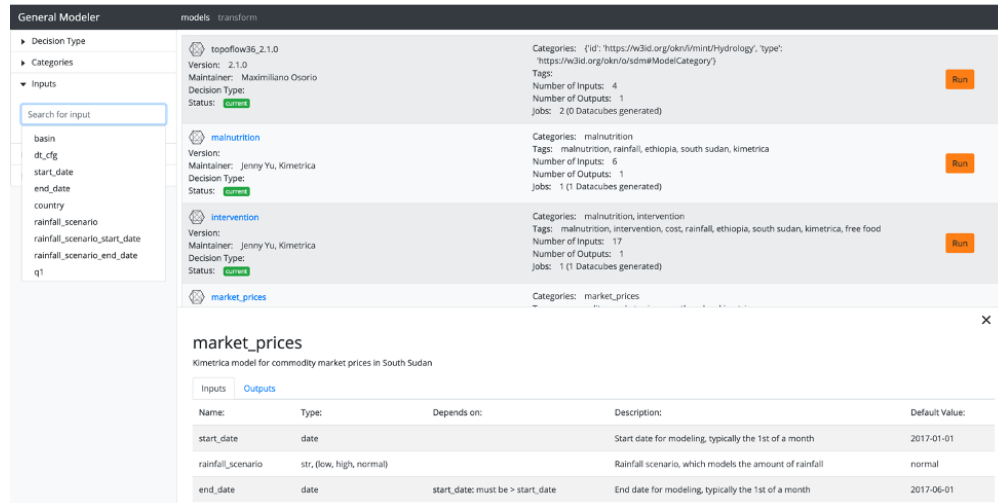 General Modeler
models transform
Decision Type
Categories
Inputs
Search for input
basin
dt_cfg
start_date
end_date
country
rainfall_scenario
rainfall_scenario_start_date
rainfall_scenario_end_date
q1
topoflow36_2.1.0
Version: 2.1.0
Maintainer: Maximiliano Osorio
Decision Type:
Status: current
Categories: {'id': 'https://w3id.org/okn/i/mint/Hydrology', 'type':
'https://w3id.org/okn/o/sdm#ModelCategory'}
Tags:
Number of Inputs: 4
Number of Outputs: 1
Jobs: 2 (0 Datacubes generated)
Run
malnutrition
Version:
Maintainer: Jenny Yu, Kimetrica
Decision Type:
Status: current
Categories: malnutrition
Tags: malnutrition, rainfall, ethiopia, south sudan, kimetrica
Number of Inputs: 6
Number of Outputs: 1
Jobs: 1 (1 Datacubes generated)
Run
intervention
Version:
Maintainer: Jenny Yu, Kimetrica
Decision Type:
Status: current
Categories: malnutrition, intervention
Tags: malnutrition, intervention, cost, rainfall, ethiopia, south sudan, kimetrica, free food
Number of Inputs: 17
Number of Outputs: 1
Jobs: 1 (1 Datacubes generated)
Run
market_prices
Categories: market_prices
market_prices
Kimetrica model for commodity market prices in South Sudan
Inputs Outputs
Name: Type: Depends on: Description: Default Value:
start_date date Start date for modeling, typically the 1st of a month 2017-01-01
rainfall_scenario str, (low, high, normal) Rainfall scenario, which models the amount of rainfall normal
end_date date start_date: must be > start_date End date for modeling, typically the 1st of a month 2017-06-01